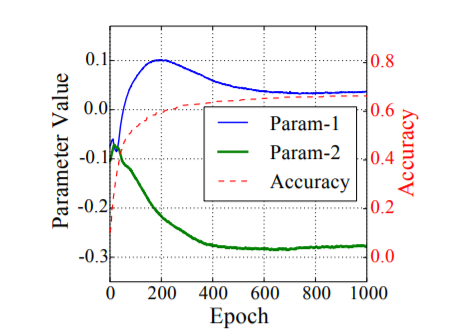 0.1
0.0
-0.1
-0.2
-0.3
Parameter Value
0.8
0.6
0.4
0.2
0.0
Accuracy
Param-1
Param-2
Accuracy
0 200 400 600 800 1000
Epoch